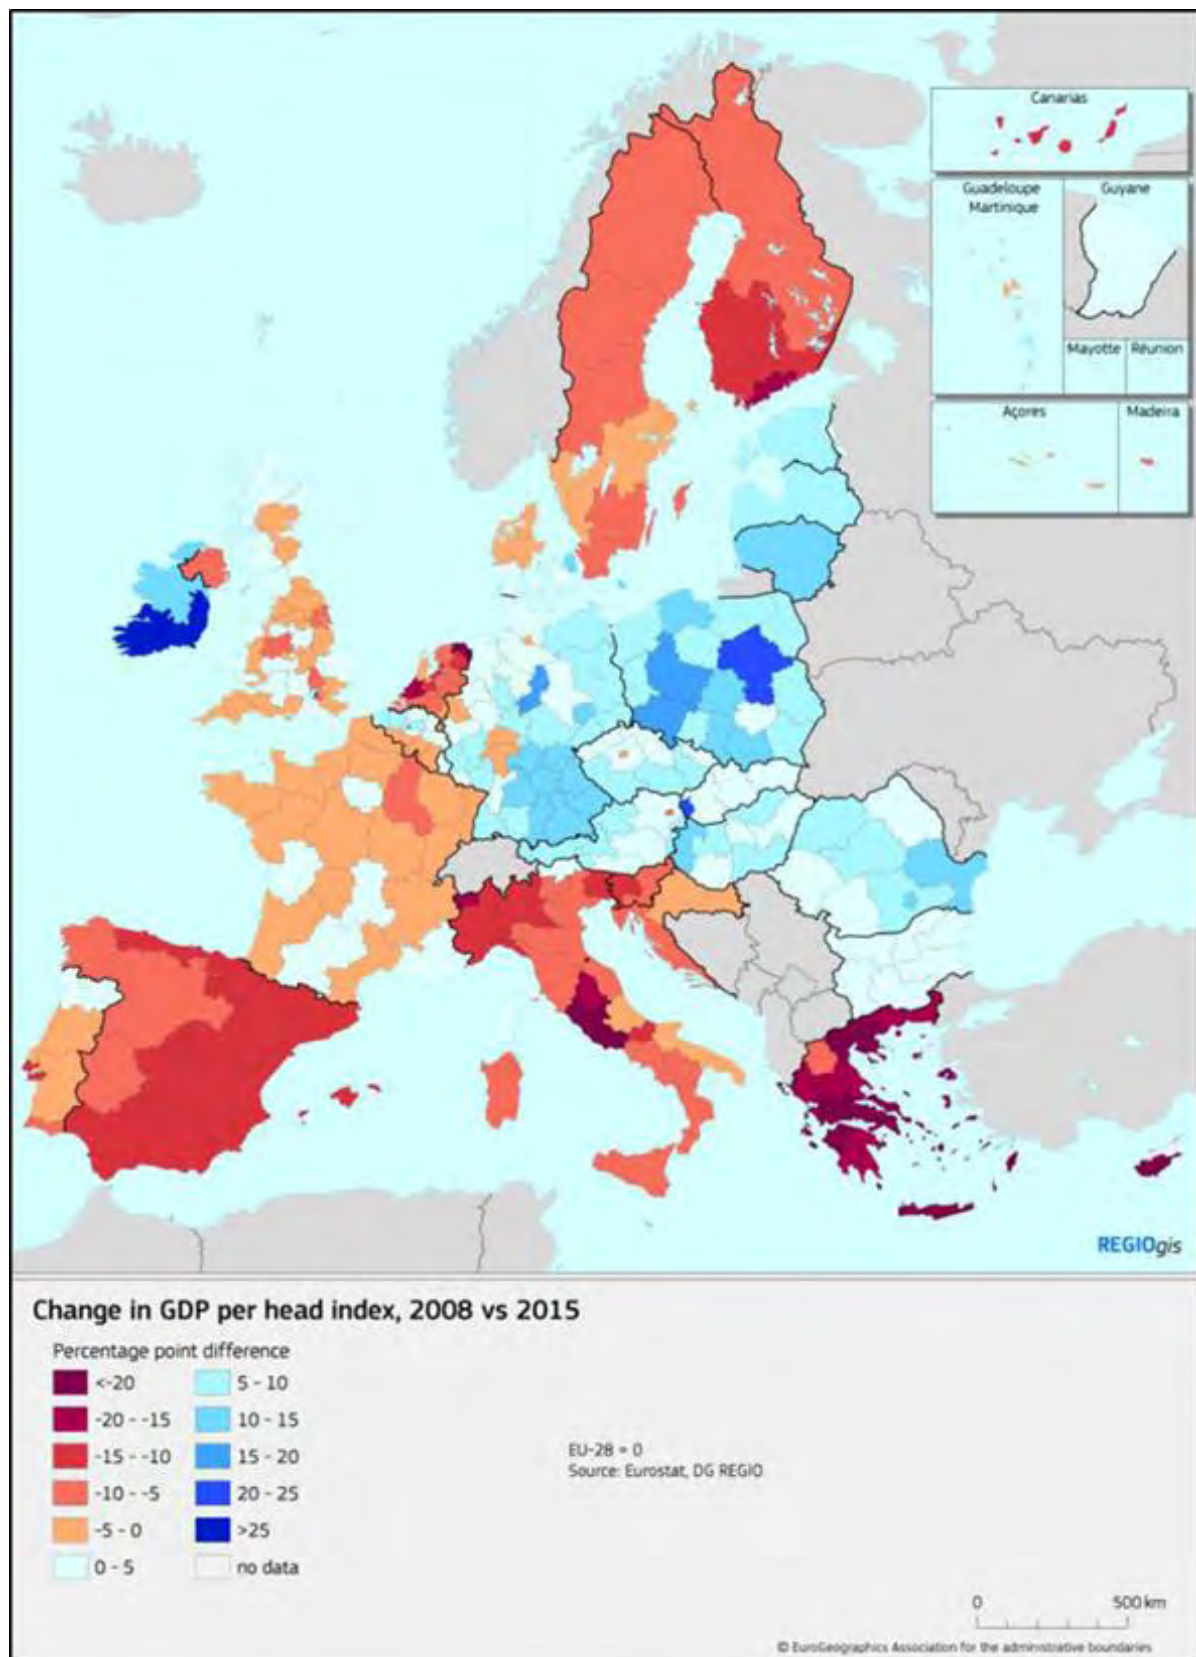 Canarias
Guadeloupe
Martinique
Guyane
Mayotte
Réunion
Açores
Madeira
REGIOgis
Change in GDP per head index, 2008 vs 2015
Percentage point difference
<-20
-20 - -15
-15 - -10
-10 - -5
-5 - 0
0 - 5
5 - 10
10 - 15
15 - 20
20 - 25
>25
no data
EU-28 = 0
Source: Eurostat, DG REGIO
0 500 km
© EuroGeographics Association for the administrative boundaries